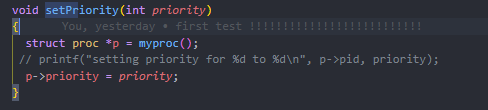 void setPriority(int priority)
{ You, yesterday • first test !!!!!!!!!!!!!!!!!!!!!!!!!!
struct proc *p = myproc();
// printf("setting priority for %d to %d\n", p->pid, priority);
p->priority = priority;
}